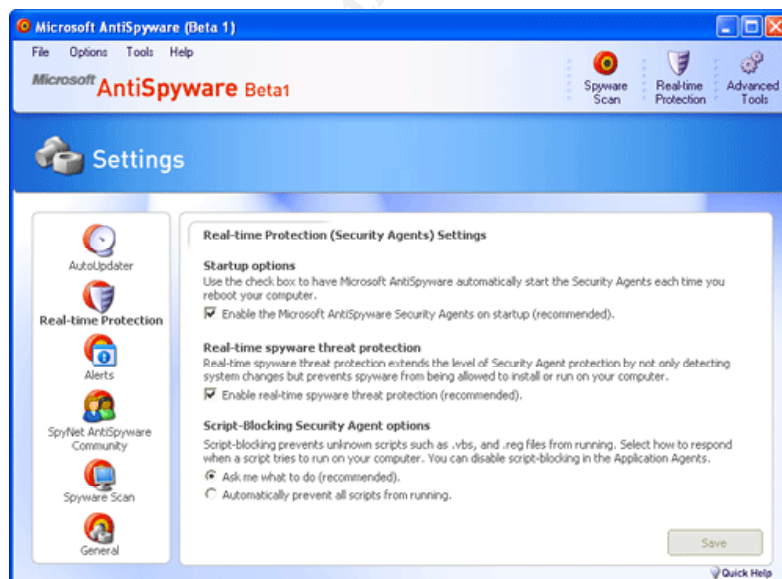 Microsoft AntiSpyware (Beta 1)
File Options Tools Help
Microsoft AntiSpyware Beta1
Spyware Scan
Real-time Protection
Advanced Tools
Settings
AutoUpdater
Real-time Protection
Alerts
SpyNet AntiSpyware Community
Spyware Scan
General
Real-time Protection (Security Agents) Settings
Startup options
Use the check box to have Microsoft AntiSpyware automatically start the Security Agents each time you
reboot your computer.
Enable the Microsoft AntiSpyware Security Agents on startup (recommended).
Real-time spyware threat protection
Real-time spyware threat protection extends the level of Security Agent protection by not only detecting
system changes but prevents spyware from being allowed to install or run on your computer.
Enable real-time spyware threat protection (recommended).
Script-Blocking Security Agent options
Script-blocking prevents unknown scripts such as .vbs, and .reg files from running. Select how to respond
when a script tries to run on your computer. You can disable script-blocking in the Application Agents.
Ask me what to do (recommended).
Automatically prevent all scripts from running.
Save
Quick Help